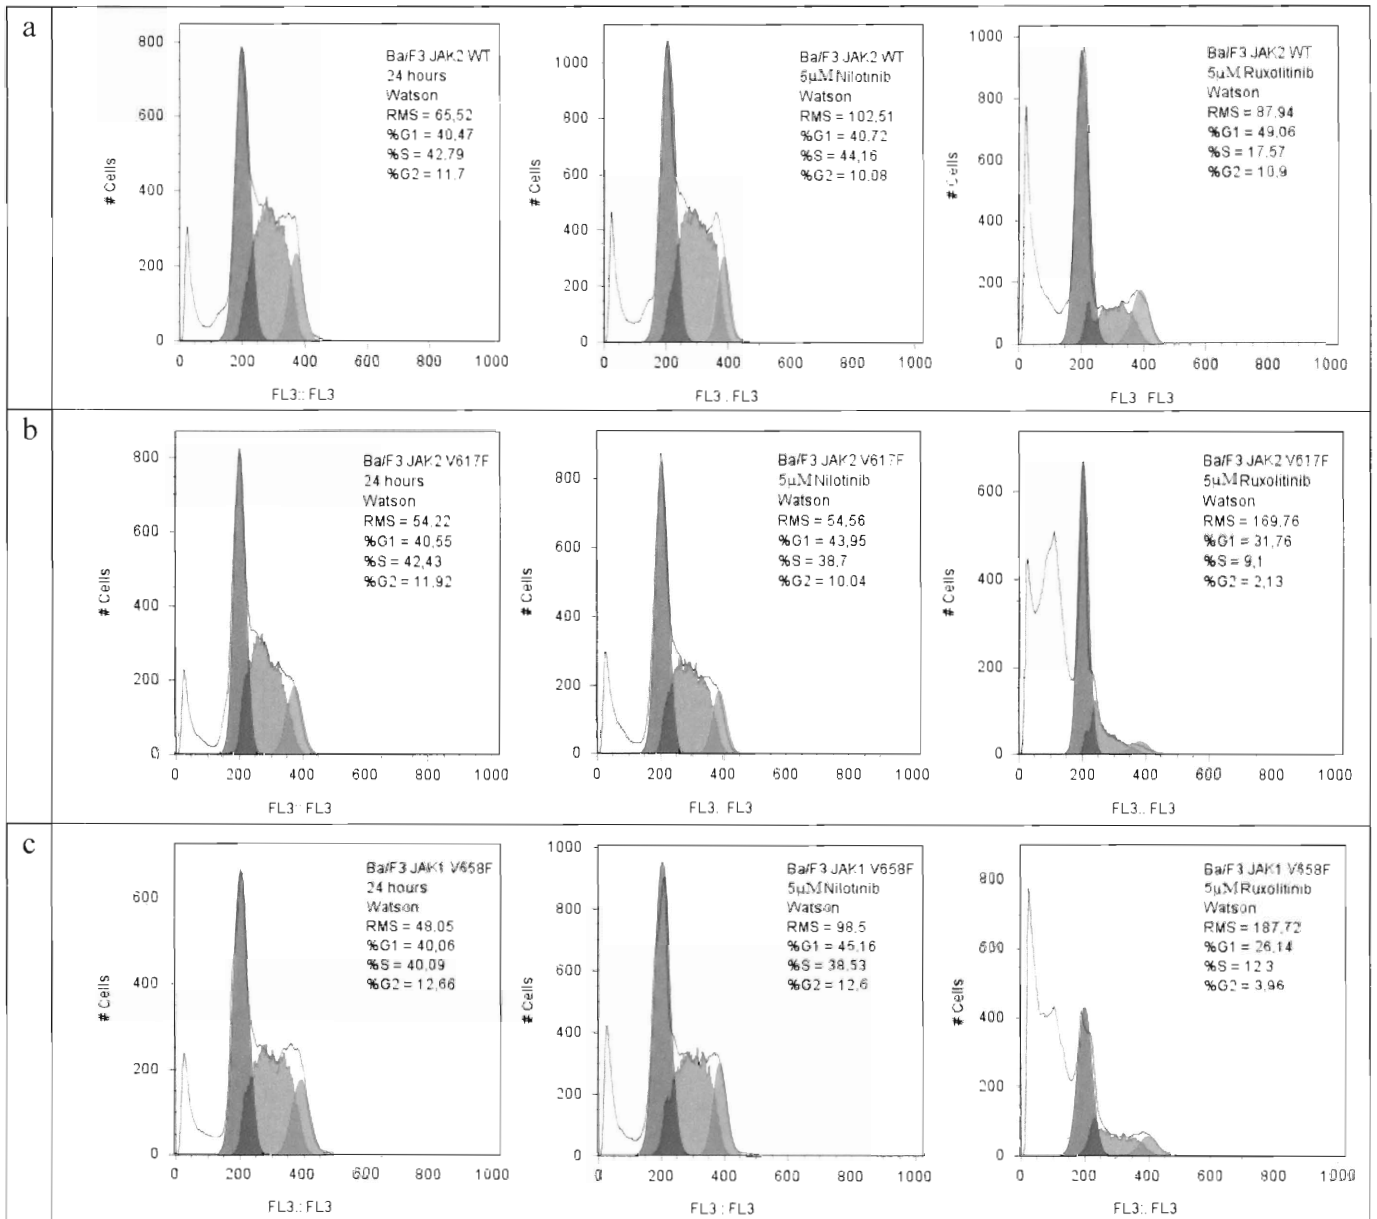 a
800
600
400
200
0
# Cells
0 200 400 600 800 1000
FL3:: FL3
Ba/F3 JAK2 WT
24 hours
Watson
RMS = 65,52
%G1 = 40,47
%S = 42,79
%G2 = 11,7
1000
800
600
400
200
0
# Cells
0 200 400 600 800 1000
FL3 . FL3
Ba/F3 JAK2 WT
5µM Nilotinib
Watson
RMS = 102,51
%G1 = 40,72
%S = 44,16
%G2 = 10,08
1000
800
600
400
200
0
# Cells
0 200 400 600 800 1000
FL3 FL3
Ba/F3 JAK2 WT
5µM Ruxolitinib
Watson
RMS = 87,94
%G1 = 49,06
%S = 17,57
%G2 = 10,9
b
800
600
400
200
0
# Cells
0 200 400 600 800 1000
FL3:: FL3
Ba/F3 JAK2 V617F
24 hours
Watson
RMS = 54,22
%G1 = 40,55
%S = 42,43
%G2 = 11,92
800
600
400
200
0
# Cells
0 200 400 600 800 1000
FL3. FL3
Ba/F3 JAK2 V617F
5µM Nilotinib
Watson
RMS = 54,56
%G1 = 43,95
%S = 38,7
%G2 = 10,04
600
400
200
0
# Cells
0 200 400 600 800 1000
FL3.. FL3
Ba/F3 JAK2 V617F
5µM Ruxolitinib
Watson
RMS = 169,76
%G1 = 31,76
%S = 9,1
%G2 = 2,13
c
600
400
200
0
# Cells
0 200 400 600 800 1000
FL3.: FL3
Ba/F3 JAK1 V658F
24 hours
Watson
RMS = 48,05
%G1 = 40,06
%S = 40,09
%G2 = 12,66
1000
800
600
400
200
0
# Cells
0 200 400 600 800 1000
FL3 : FL3
Ba/F3 JAK1 V658F
5µM Nilotinib
Watson
RMS = 98,5
%G1 = 45,16
%S = 38,53
%G2 = 12,6
800
600
400
200
0
# Cells
0 200 400 600 800 1000
FL3:. FL3
Ba/F3 JAK1 V658F
5µM Ruxolitinib
Watson
RMS = 187,72
%G1 = 26,14
%S = 12,3
%G2 = 3,96